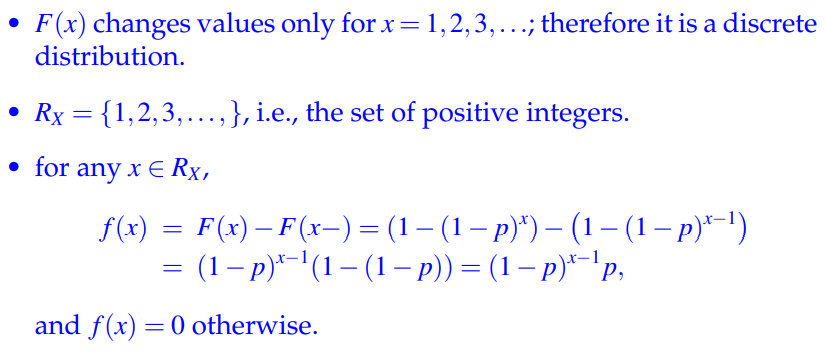 • F(x) changes values only for x = 1,2,3,...; therefore it is a discrete
distribution.
• R_X = {1,2,3,...,}, i.e., the set of positive integers.
• for any x ∈ R_X,
f(x) = F(x) − F(x−) = (1 − (1 − p)^x) − (1 − (1 − p)^{x−1})
= (1 − p)^{x−1}(1 − (1 − p)) = (1 − p)^{x−1}p,
and f(x) = 0 otherwise.